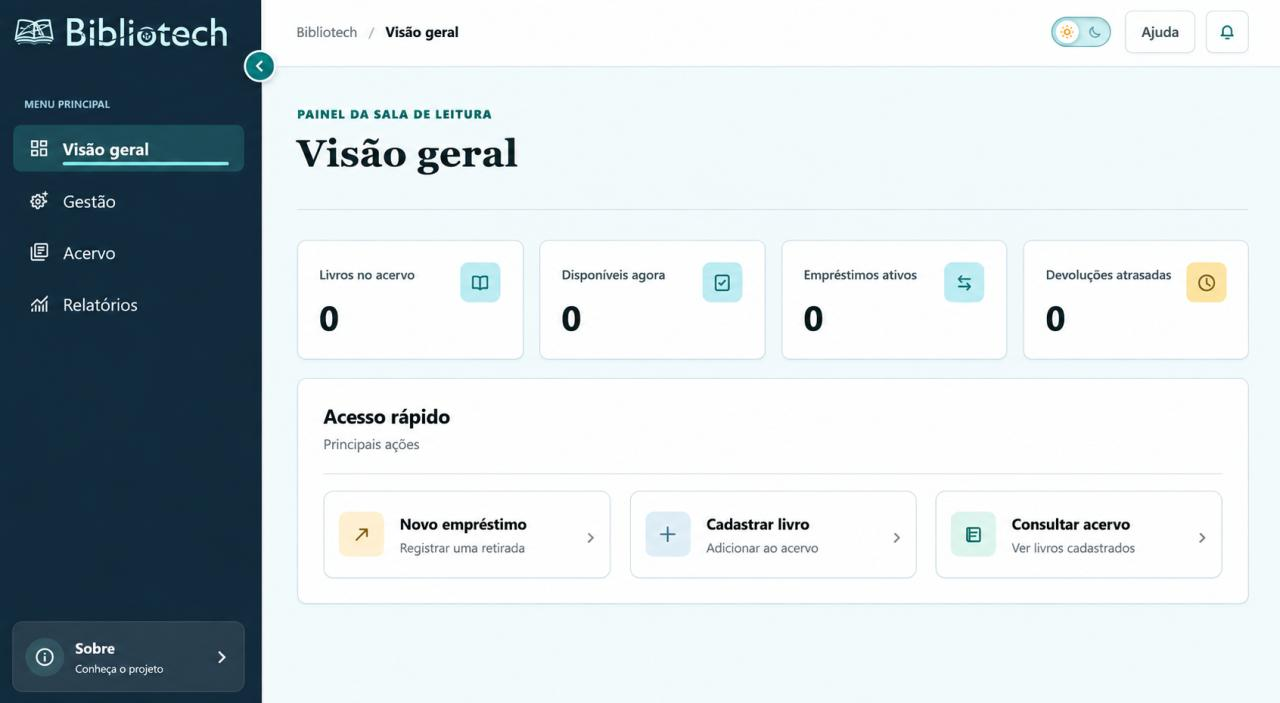 Bibliotech
MENU PRINCIPAL
Visão geral
Gestão
Acervo
Relatórios
Sobre
Conheça o projeto
Bibliotech / Visão geral
Ajuda
PAINEL DA SALA DE LEITURA
Visão geral
Livros no acervo
0
Disponíveis agora
0
Empréstimos ativos
0
Devoluções atrasadas
0
Acesso rápido
Principais ações
Novo empréstimo
Registrar uma retirada
Cadastrar livro
Adicionar ao acervo
Consultar acervo
Ver livros cadastrados